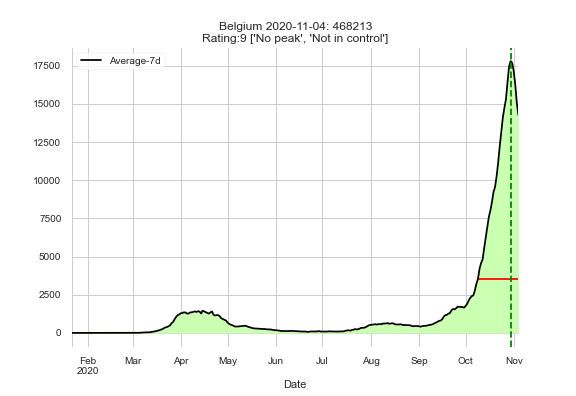 Belgium 2020-11-04: 468213
Rating:9 ['No peak', 'Not in control']
Average-7d
17500
15000
12500
10000
7500
5000
2500
0
Feb Mar Apr May Jun Jul Aug Sep Oct Nov
2020
Date